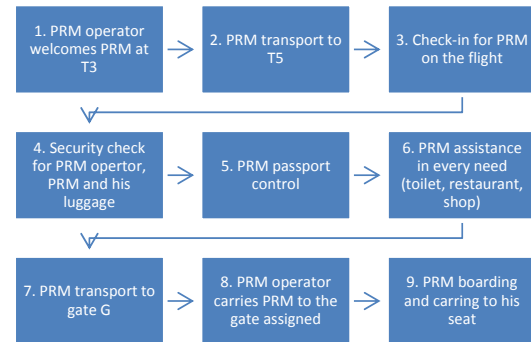 1. PRM operator
welcomes PRM at
T3
2. PRM transport to
T5
3. Check-in for PRM
on the flight
4. Security check
for PRM opertor,
PRM and his
luggage
5. PRM passport
control
6. PRM assistance
in every need
(toilet, restaurant,
shop)
7. PRM transport to
gate G
8. PRM operator
carries PRM to the
gate assigned
9. PRM boarding
and carring to his
seat